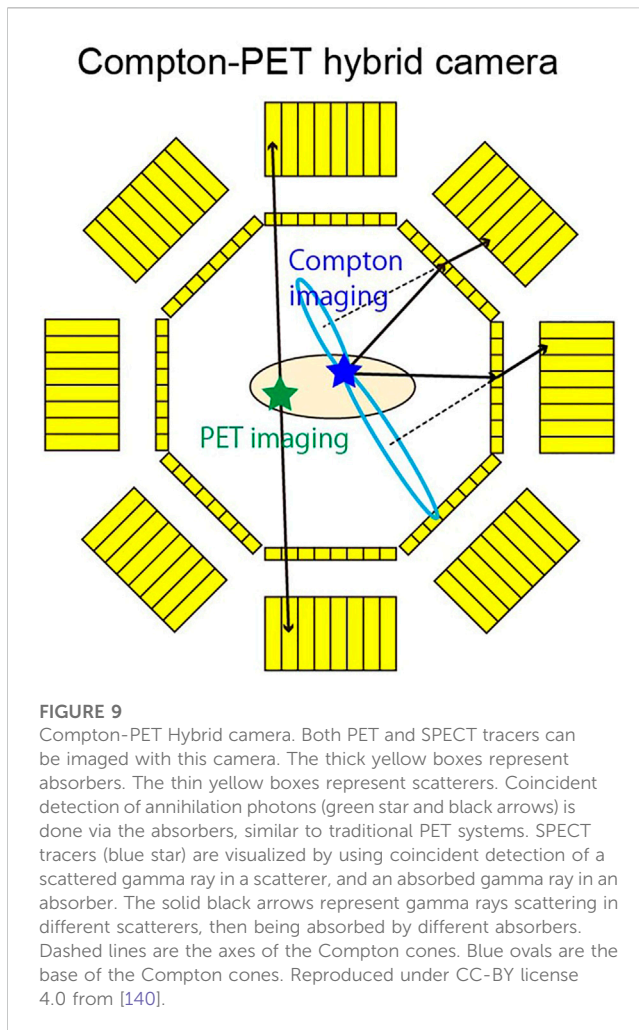 Compton-PET hybrid camera
Compton
imaging
PET imaging
FIGURE 9
Compton-PET Hybrid camera. Both PET and SPECT tracers can
be imaged with this camera. The thick yellow boxes represent
absorbers. The thin yellow boxes represent scatterers. Coincident
detection of annihilation photons (green star and black arrows) is
done via the absorbers, similar to traditional PET systems. SPECT
tracers (blue star) are visualized by using coincident detection of a
scattered gamma ray in a scatterer, and an absorbed gamma ray in an
absorber. The solid black arrows represent gamma rays scattering in
different scatterers, then being absorbed by different absorbers.
Dashed lines are the axes of the Compton cones. Blue ovals are the
base of the Compton cones. Reproduced under CC-BY license
4.0 from [140].